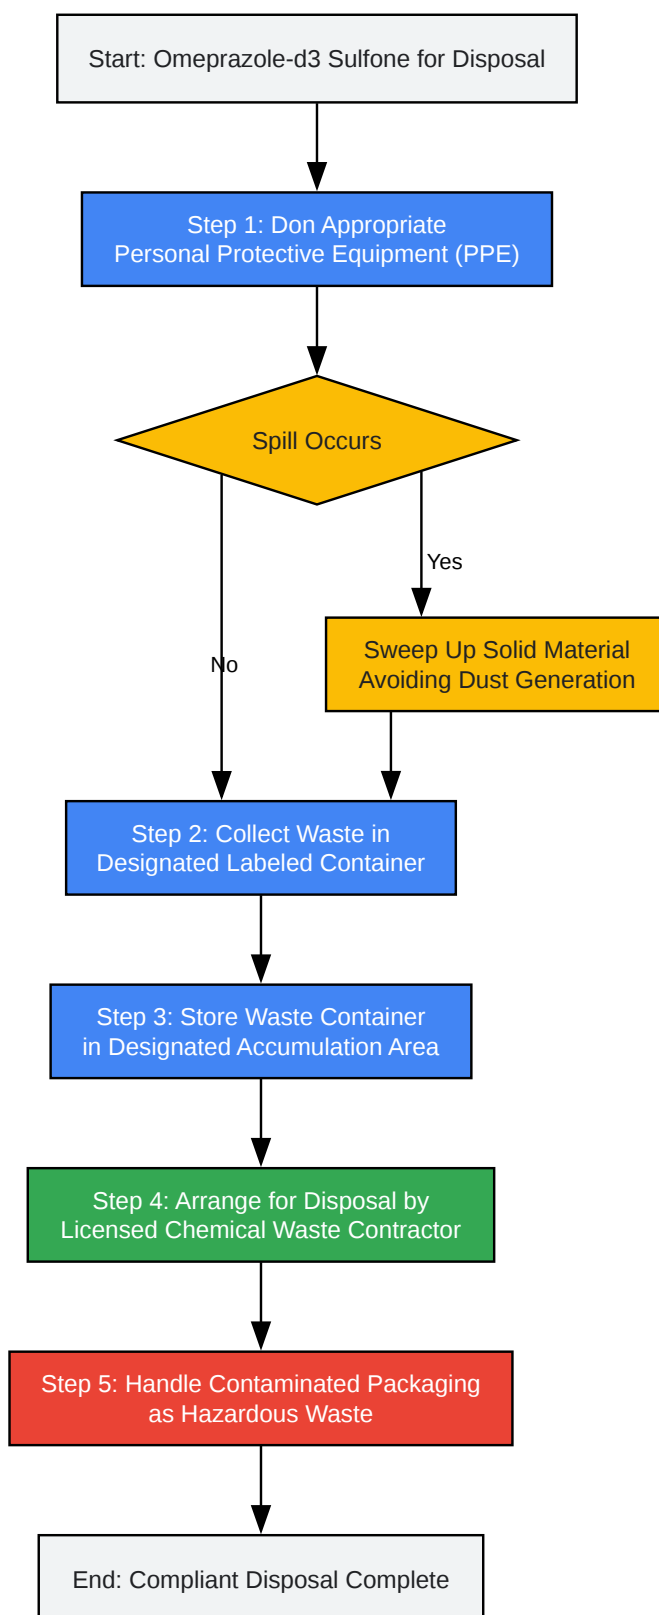 Start: Omeprazole-d3 Sulfone for Disposal
Step 1: Don Appropriate
Personal Protective Equipment (PPE)
Spill Occurs
Yes
Sweep Up Solid Material
Avoiding Dust Generation
No
Step 2: Collect Waste in
Designated Labeled Container
Step 3: Store Waste Container
in Designated Accumulation Area
Step 4: Arrange for Disposal by
Licensed Chemical Waste Contractor
Step 5: Handle Contaminated Packaging
as Hazardous Waste
End: Compliant Disposal Complete